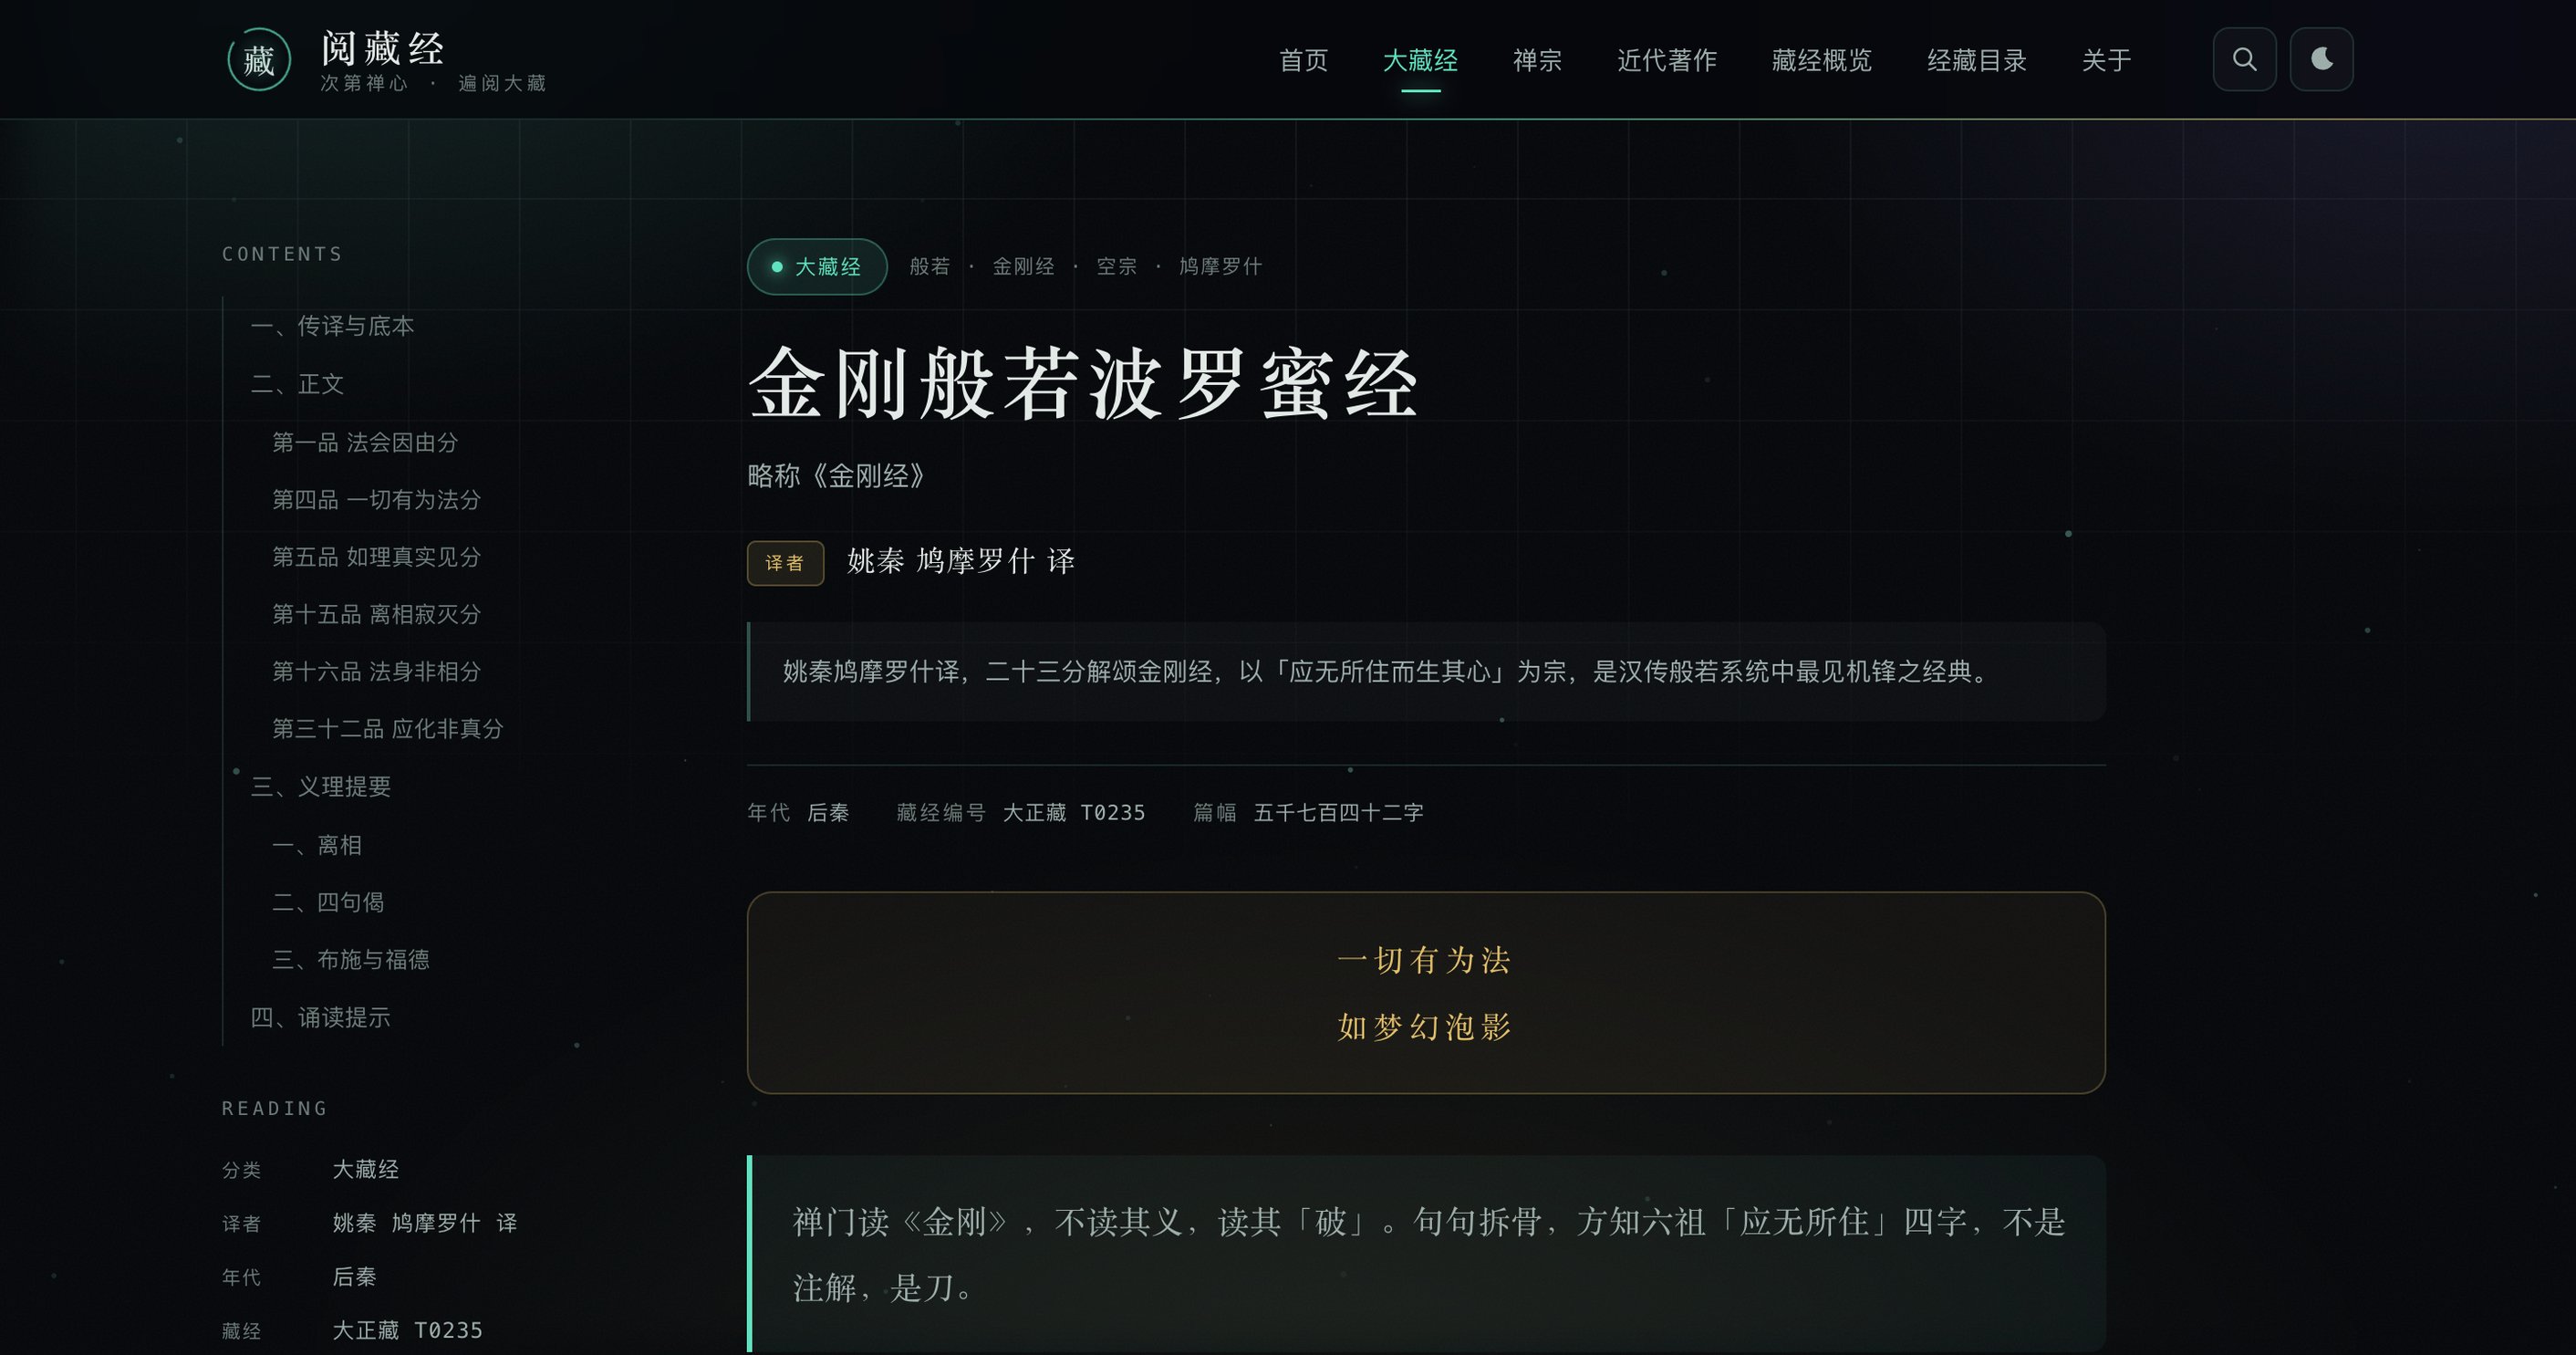 藏
阅藏经
次第禅心 · 遍阅大藏
首页 大藏经 禅宗 近代著作 藏经概览 经藏目录 关于
CONTENTS
一、传译与底本
二、正文
第一品 法会因由分
第四品 一切有为法分
第五品 如理真实见分
第十五品 离相寂灭分
第十六品 法身非相分
第三十二品 应化非真分
三、义理提要
一、离相
二、四句偈
三、布施与福德
四、诵读提示
READING
分类 大藏经
译者 姚秦 鸠摩罗什 译
年代 后秦
藏经 大正藏 T0235
大藏经 般若 · 金刚经 · 空宗 · 鸠摩罗什
金刚般若波罗蜜经
略称《金刚经》
译者 姚秦 鸠摩罗什 译
姚秦鸠摩罗什译，二十三分解颂金刚经，以「应无所住而生其心」为宗，是汉传般若系统中最见机锋之经典。
年代 后秦 藏经编号 大正藏 T0235 篇幅 五千七百四十二字
一切有为法
如梦幻泡影
禅门读《金刚》，不读其义，读其「破」。句句拆骨，方知六祖「应无所住」四字，不是
注解，是刀。